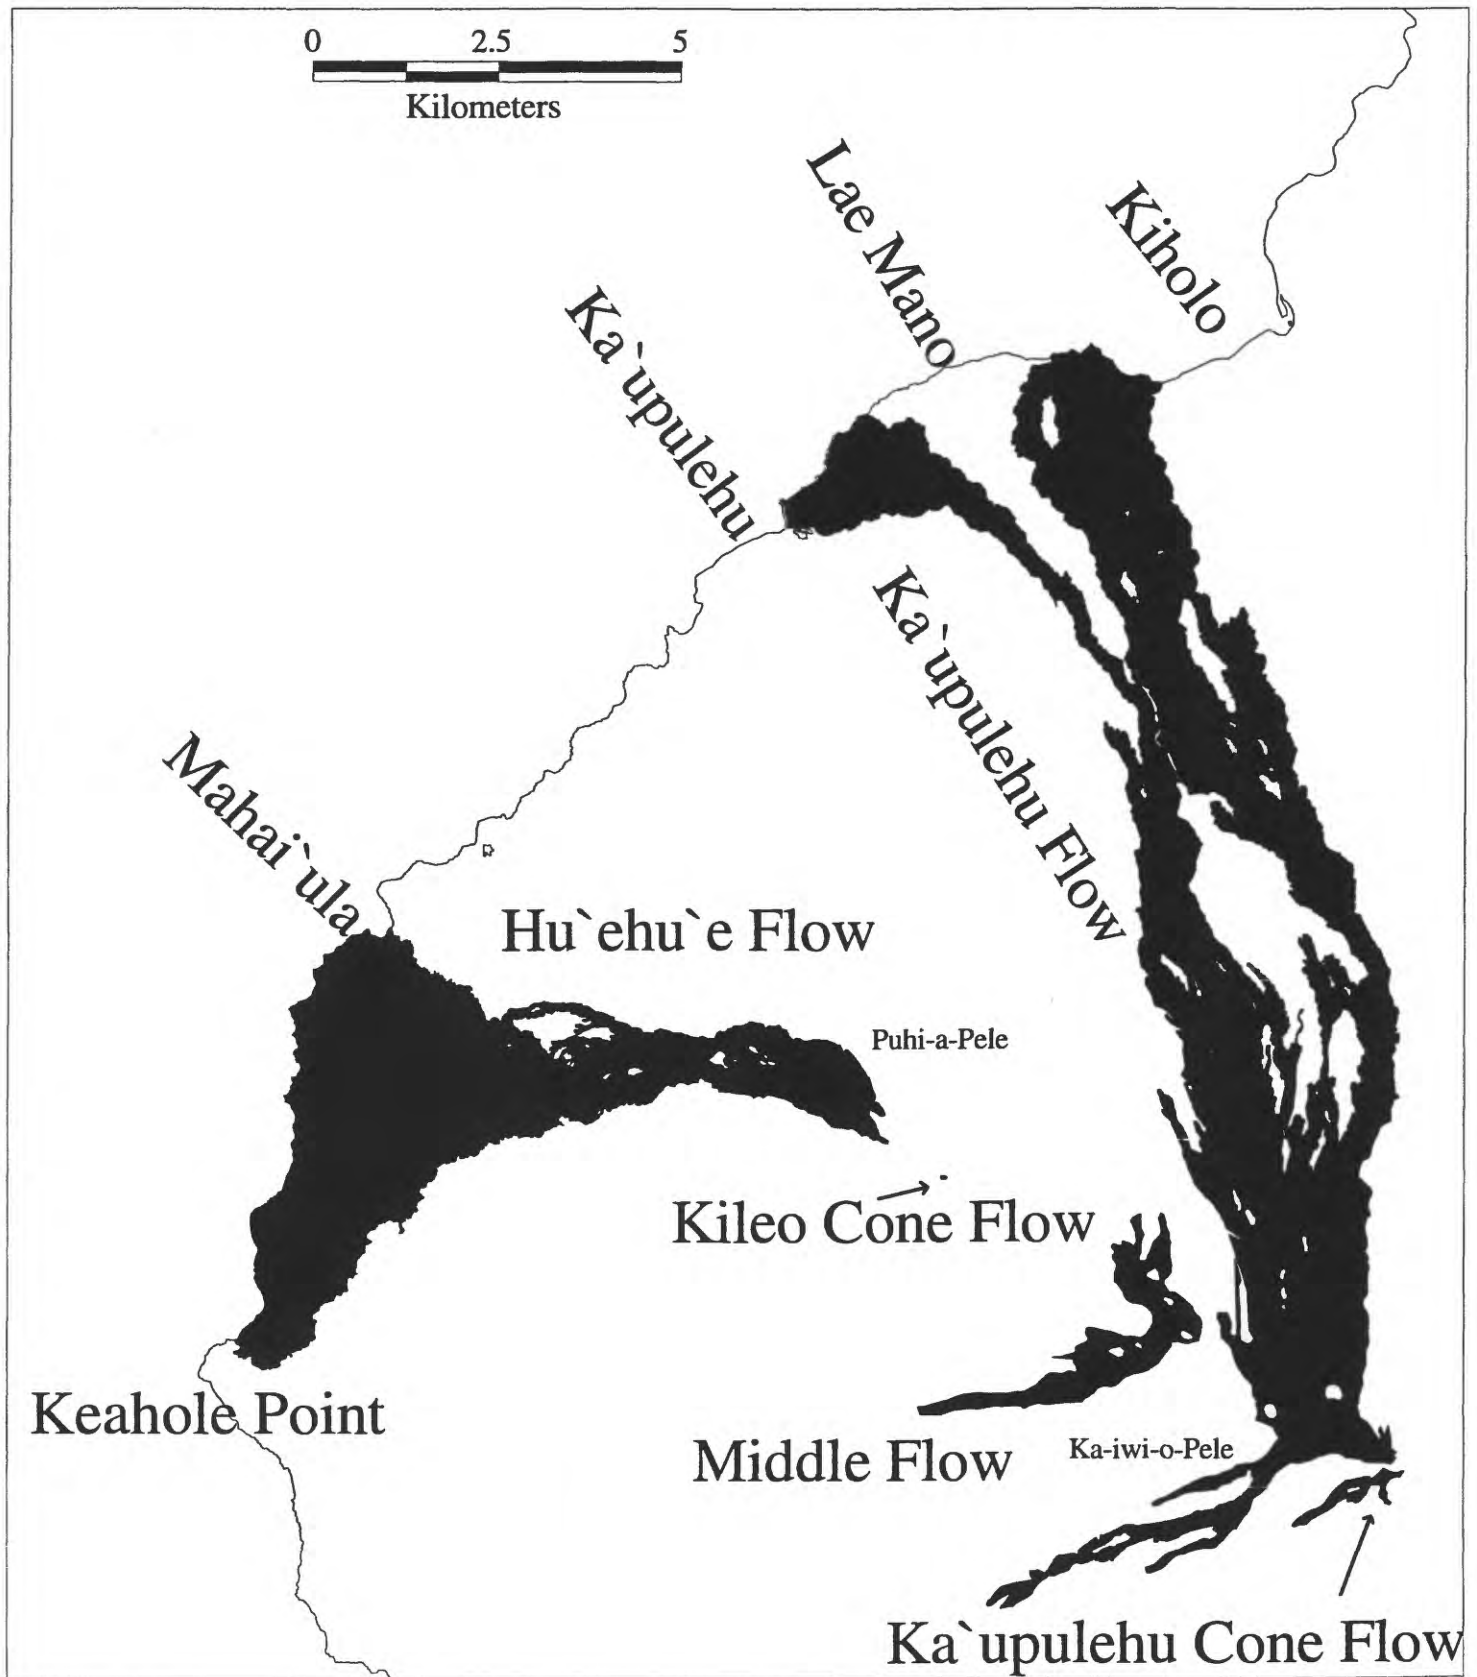 0 2.5 5
Kilometers
Lae Mano
Kiholo
Ka`upulehu
Ka`upulehu Flow
Mahai`ula
Hu`ehu`e Flow
Puhi-a-Pele
Kileo Cone Flow
Keahole Point
Middle Flow
Ka-iwi-o-Pele
Ka`upulehu Cone Flow